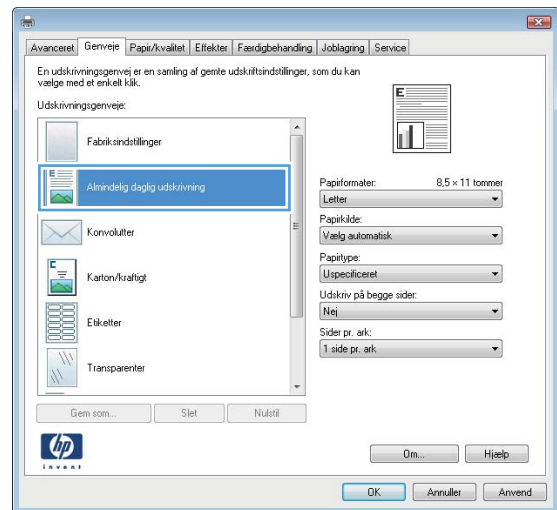 Avanceret Genveje Papir/kvalitet Effekter Færdigbehandling Joblagring Service
En udskrivningsgenvej er en samling af gemte udskriftsindstillinger, som du kan
vælge med et enkelt klik.
Udskrivningsgenveje:
Fabriksindstillinger
Almindelig daglig udskrivning
Konvolutter
Karton/kraftigt
Etiketter
Transparenter
Gem som... Slet Nulstil
E
Papirformater: 8,5 × 11 tommer
Letter
Papirkilde:
Vælg automatisk
Papirtype:
Uspecificeret
Udskriv på begge sider:
Nej
Sider pr. ark:
1 side pr. ark
hp
invent
Om... Hjælp
OK Annuller Anvend